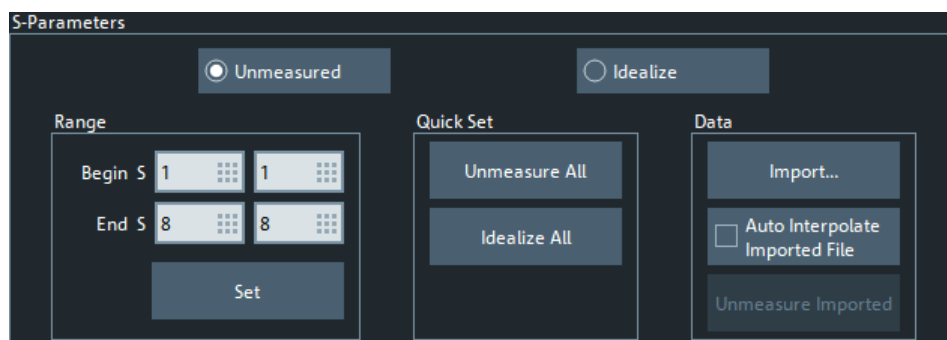 S-Parameters
Unmeasured
Idealize
Range
Quick Set
Data
Begin S 1 1
End S 8 8
Set
Unmeasure All
Idealize All
Import...
Auto Interpolate
Imported File
Unmeasure Imported